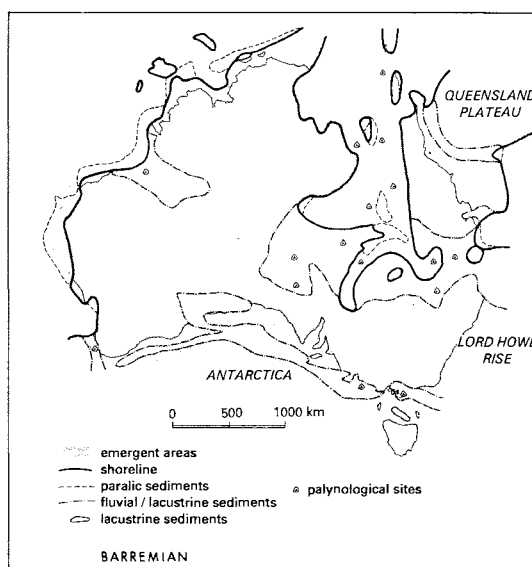 QUEENSLAND
PLATEAU
LORD HOWE
RISE
ANTARCTICA
0 500 1000 km
emergent areas
shoreline
paralic sediments
fluvial / lacustrine sediments
palynological sites
lacustrine sediments
BARREMIAN